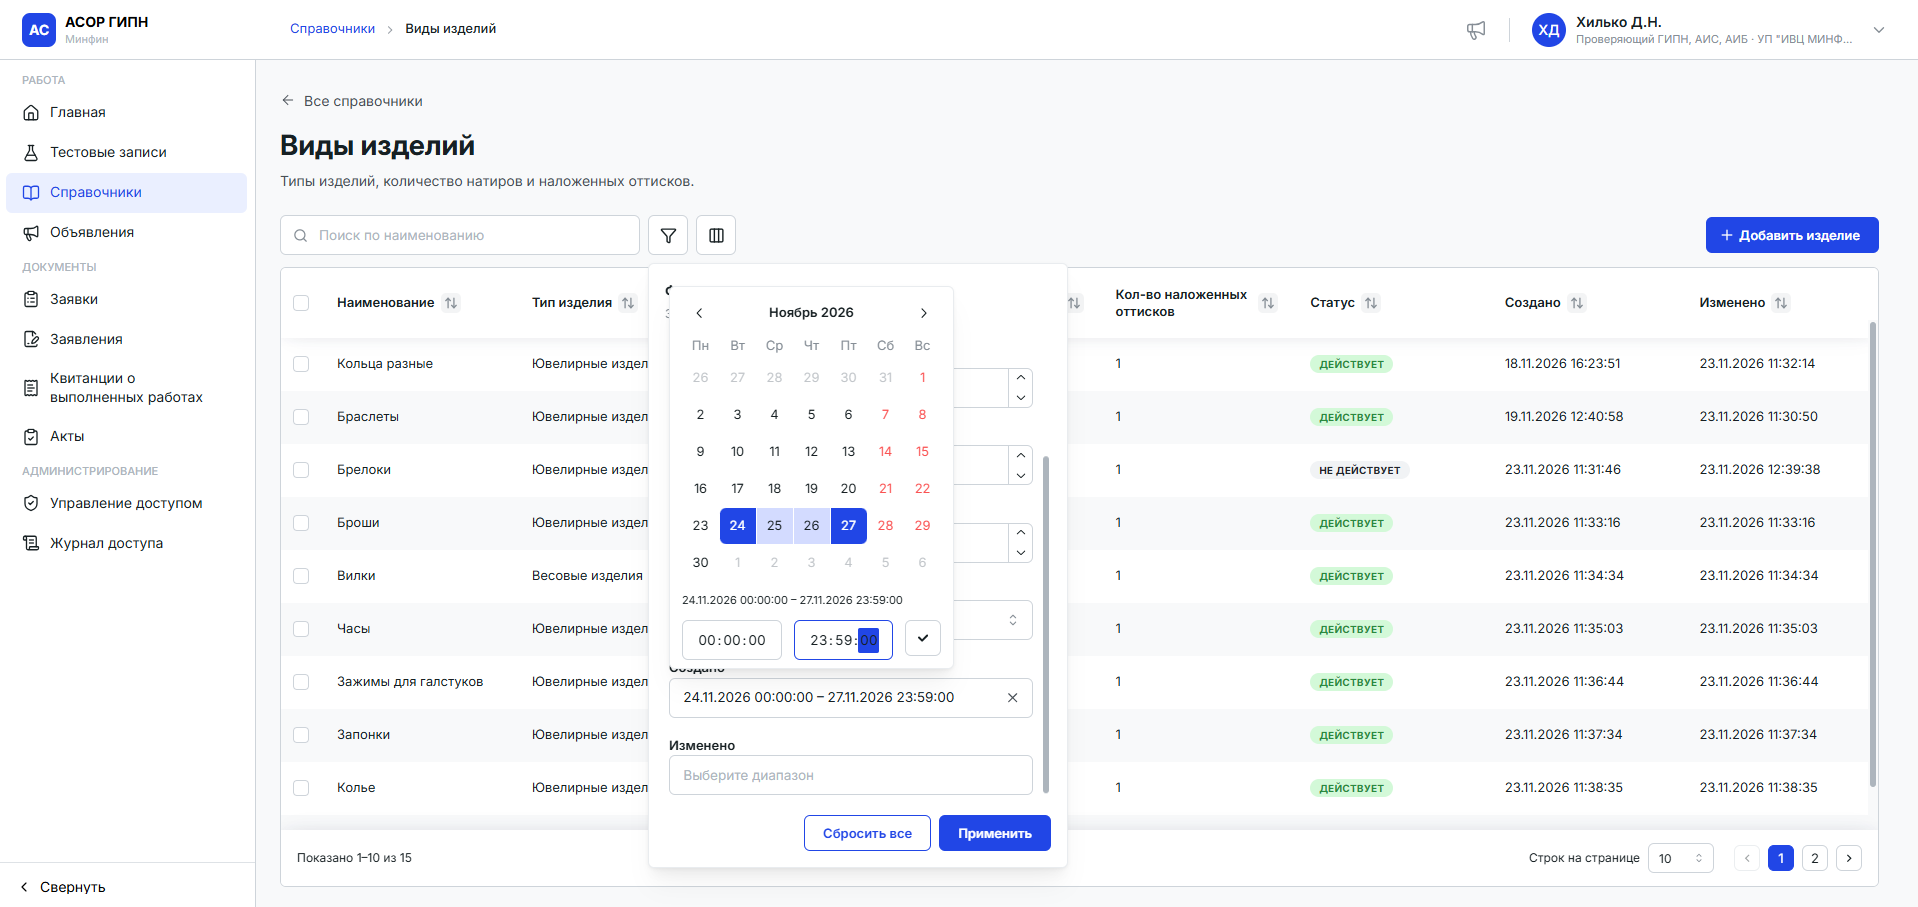 АС
АСОР ГИПН
Минфин
Справочники
Виды изделий
ХД
Хилько Д.Н.
Проверяющий ГИПН, АИС, АИБ · УП "ИВЦ МИНФ...
РАБОТА
Главная
Тестовые записи
Справочники
Объявления
ДОКУМЕНТЫ
Заявки
Заявления
Квитанции о
выполненных работах
Акты
АДМИНИСТРИРОВАНИЕ
Управление доступом
Журнал доступа
Свернуть
Все справочники
Виды изделий
Типы изделий, количество натиров и наложенных оттисков.
Поиск по наименованию
+ Добавить изделие
Наименование Тип изделия Кол-во наложенных оттисков Статус Создано Изменено
Кольца разные Ювелирные издел 1 ДЕЙСТВУЕТ 18.11.2026 16:23:51 23.11.2026 11:32:14
Браслеты Ювелирные издел 1 ДЕЙСТВУЕТ 19.11.2026 12:40:58 23.11.2026 11:30:50
Брелоки Ювелирные издел 1 НЕ ДЕЙСТВУЕТ 23.11.2026 11:31:46 23.11.2026 12:39:38
Броши Ювелирные издел 1 ДЕЙСТВУЕТ 23.11.2026 11:33:16 23.11.2026 11:33:16
Вилки Весовые изделия 1 ДЕЙСТВУЕТ 23.11.2026 11:34:34 23.11.2026 11:34:34
Часы Ювелирные издел 1 ДЕЙСТВУЕТ 23.11.2026 11:35:03 23.11.2026 11:35:03
Зажимы для галстуков Ювелирные издел 1 ДЕЙСТВУЕТ 23.11.2026 11:36:44 23.11.2026 11:36:44
Запонки Ювелирные издел 1 ДЕЙСТВУЕТ 23.11.2026 11:37:34 23.11.2026 11:37:34
Колье Ювелирные издел 1 ДЕЙСТВУЕТ 23.11.2026 11:38:35 23.11.2026 11:38:35
Ноябрь 2026
Пн Вт Ср Чт Пт Сб Вс
26 27 28 29 30 31 1
2 3 4 5 6 7 8
9 10 11 12 13 14 15
16 17 18 19 20 21 22
23 24 25 26 27 28 29
30 1 2 3 4 5 6
24.11.2026 00:00:00 – 27.11.2026 23:59:00
00:00:00 23:59:00
Создано
24.11.2026 00:00:00 – 27.11.2026 23:59:00
Изменено
Выберите диапазон
Сбросить все Применить
Показано 1–10 из 15
Строк на странице 10 1 2